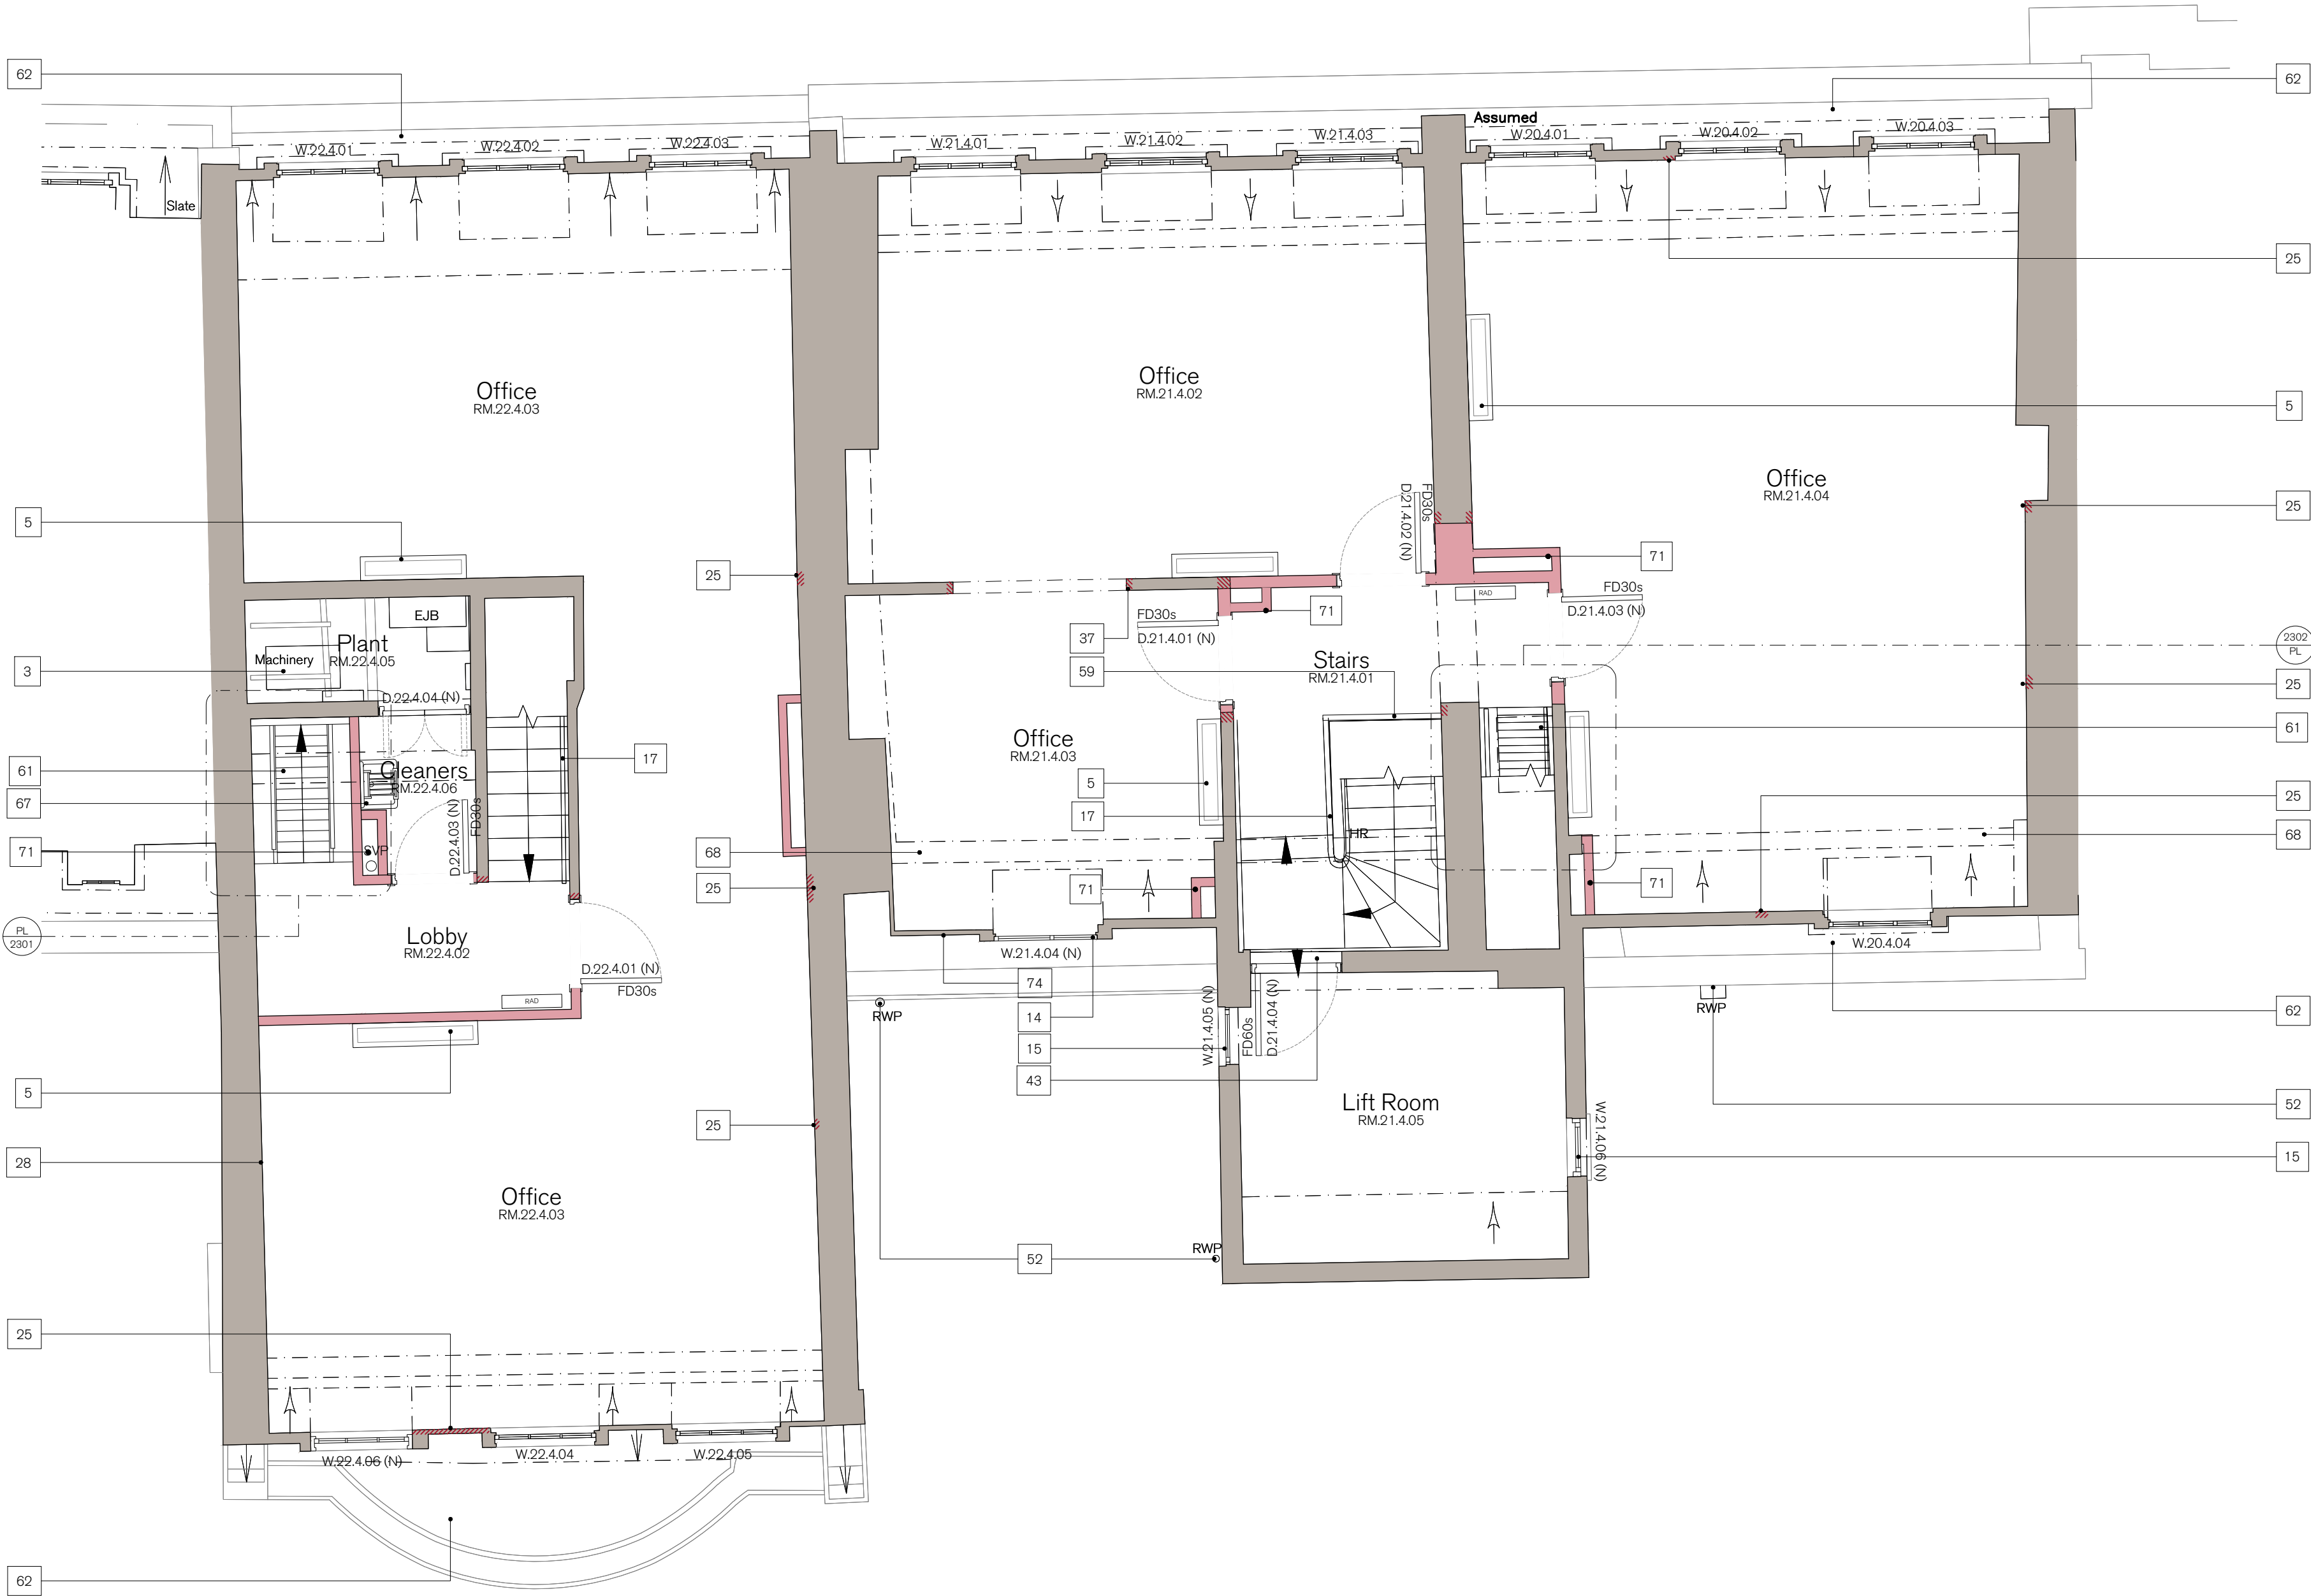 62
62
Assumed
W.22.4.01
W.22.4.02
W.22.4.03
W.21.4.01
W.21.4.02
W.21.4.03
W.20.4.01
W.20.4.02
W.20.4.03
Slate
25
Office
RM.22.4.03
Office
RM.21.4.02
5
Office
RM.21.4.04
5
25
FD30s
D.21.4.02 (N)
71
25
EJB
Plant
RM.22.4.05
Machinery
3
D.22.4.04 (N)
FD30s
D.21.4.01 (N)
71
37
59
Stairs
RM.21.4.01
RAD
FD30s
D.21.4.03 (N)
2302
PL
25
61
17
Office
RM.21.4.03
61
67
Cleaners
RM.22.4.06
D.22.4.03 (N)
FD30s
5
17
HR
25
68
71
SVP
68
25
71
71
PL
2301
Lobby
RM.22.4.02
D.22.4.01 (N)
FD30s
RAD
W.21.4.04 (N)
W.20.4.04
74
RWP
14
15
43
W.21.4.05 (N)
FD60s
D.21.4.04 (N)
RWP
62
5
25
Lift Room
RM.21.4.05
52
28
W.21.4.06 (N)
15
Office
RM.22.4.03
52
RWP
25
W.22.4.06 (N)
W.22.4.04
W.22.4.05
62